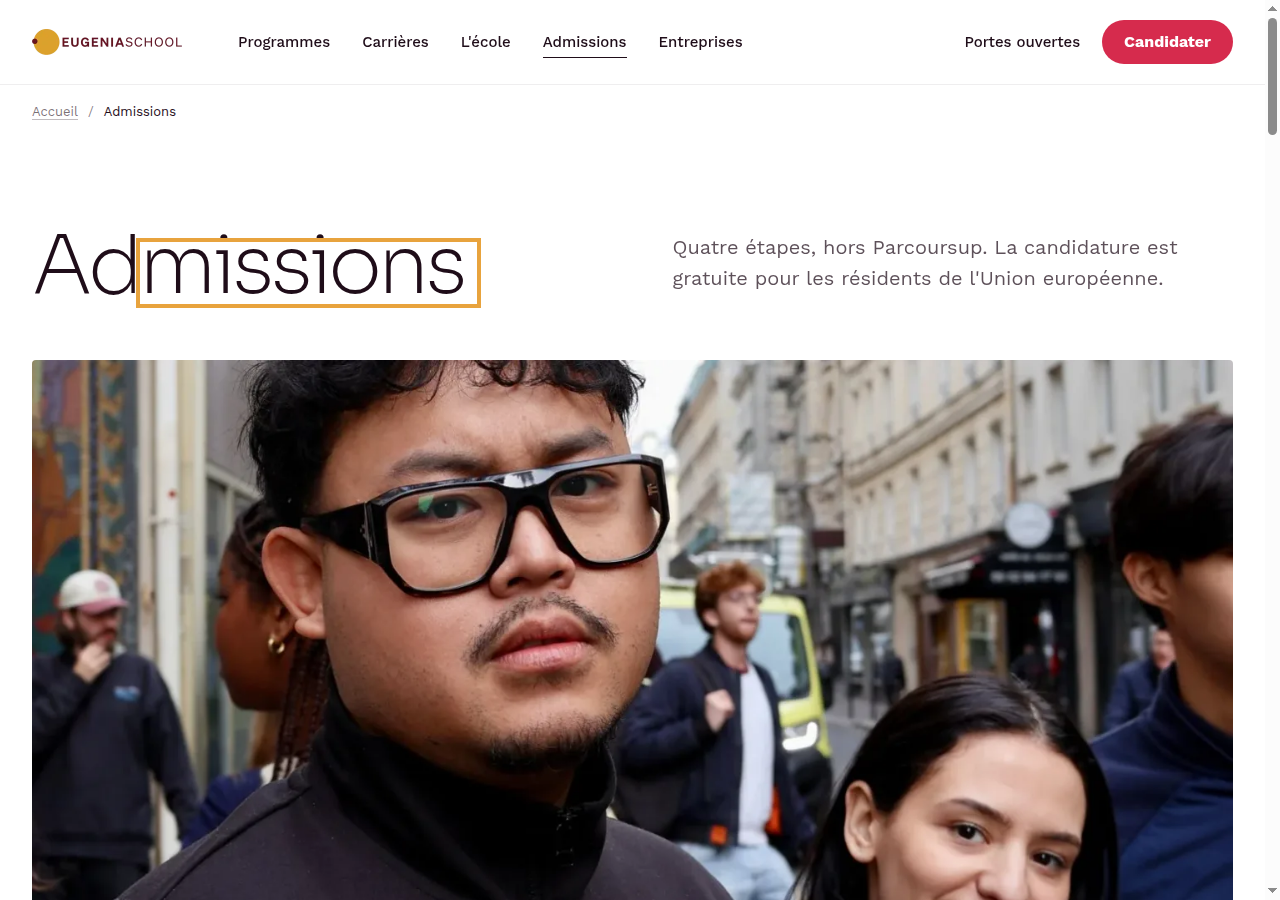 EUGENIASCHOOL
Programmes
Carrières
L'école
Admissions
Entreprises
Portes ouvertes
Candidater
Accueil / Admissions
Admissions
Quatre étapes, hors Parcoursup. La candidature est
gratuite pour les résidents de l'Union européenne.